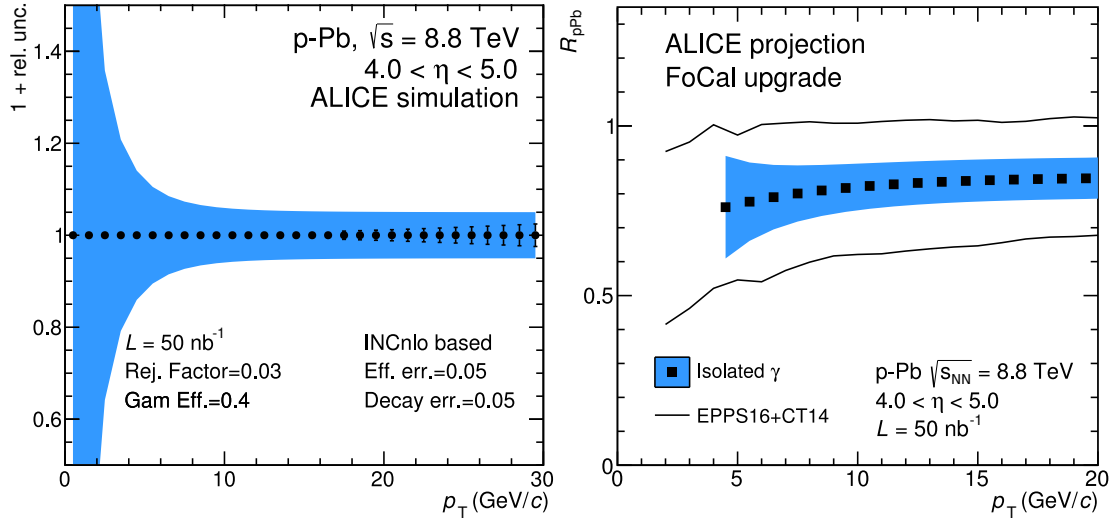 1 + rel. unc.
1.4
1.2
1
0.8
0.6
p-Pb, √s = 8.8 TeV
4.0 < η < 5.0
ALICE simulation
L = 50 nb⁻¹
Rej. Factor=0.03
Gam Eff.=0.4
INCnlo based
Eff. err.=0.05
Decay err.=0.05
0 10 20 30
p_T (GeV/c)
R_pPb
1
0.5
0
ALICE projection
FoCal upgrade
Isolated γ
EPPS16+CT14
p-Pb √s_NN = 8.8 TeV
4.0 < η < 5.0
L = 50 nb⁻¹
0 5 10 15 20
p_T (GeV/c)